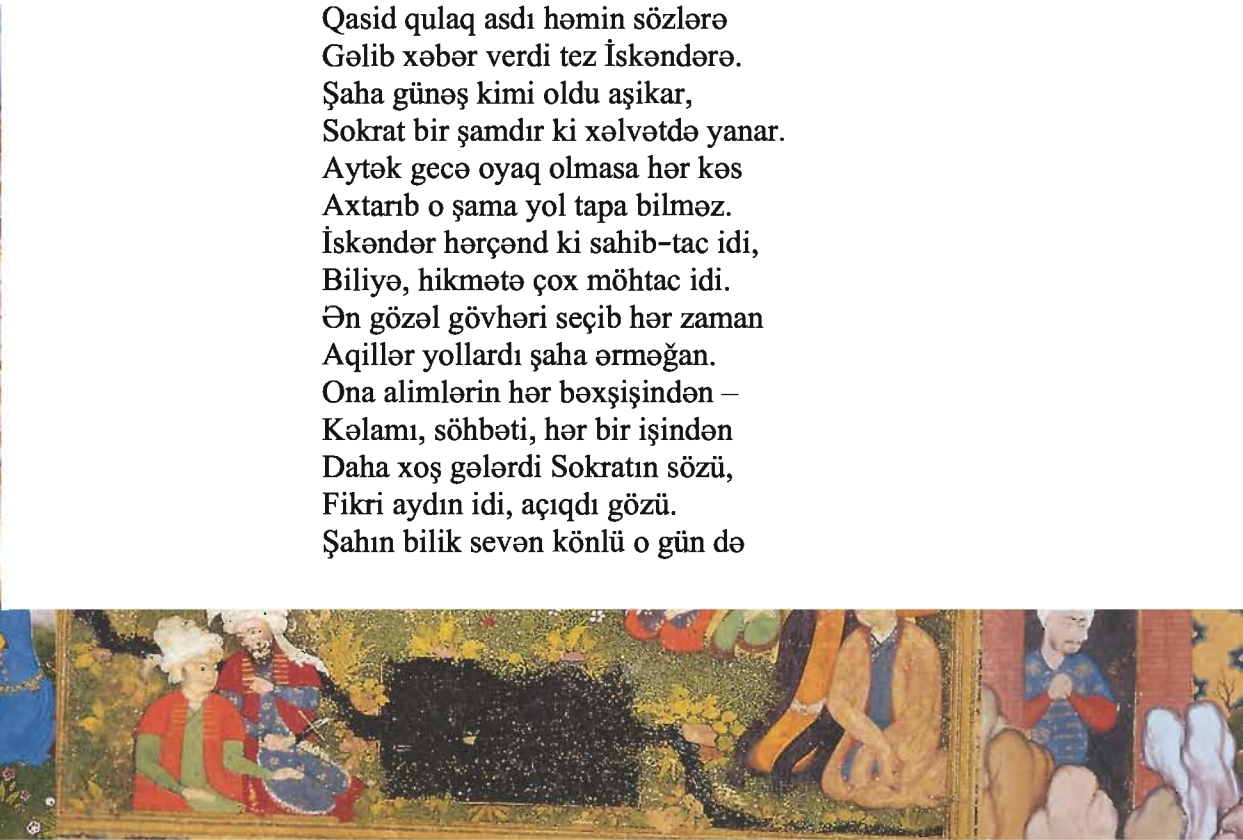 Qasid qulaq asdı həmin sözlərə
Gəlib xəbər verdi tez İskəndərə.
Şaha günəş kimi oldu aşikar,
Sokrat bir şamdır ki xəlvətdə yanar.
Aytək gecə oyaq olmasa hər kəs
Axtarıb o şama yol tapa bilməz.
İskəndər hərçənd ki sahib-tac idi,
Biliyə, hikmətə çox möhtac idi.
Ən gözəl gövhəri seçib hər zaman
Aqillər yollardı şaha ərməğan.
Ona alimlərin hər bəxşişindən –
Kəlamı, söhbəti, hər bir işindən
Daha xoş gələrdi Sokratın sözü,
Fikri aydın idi, açıqdı gözü.
Şahın bilik sevən könlü o gün də